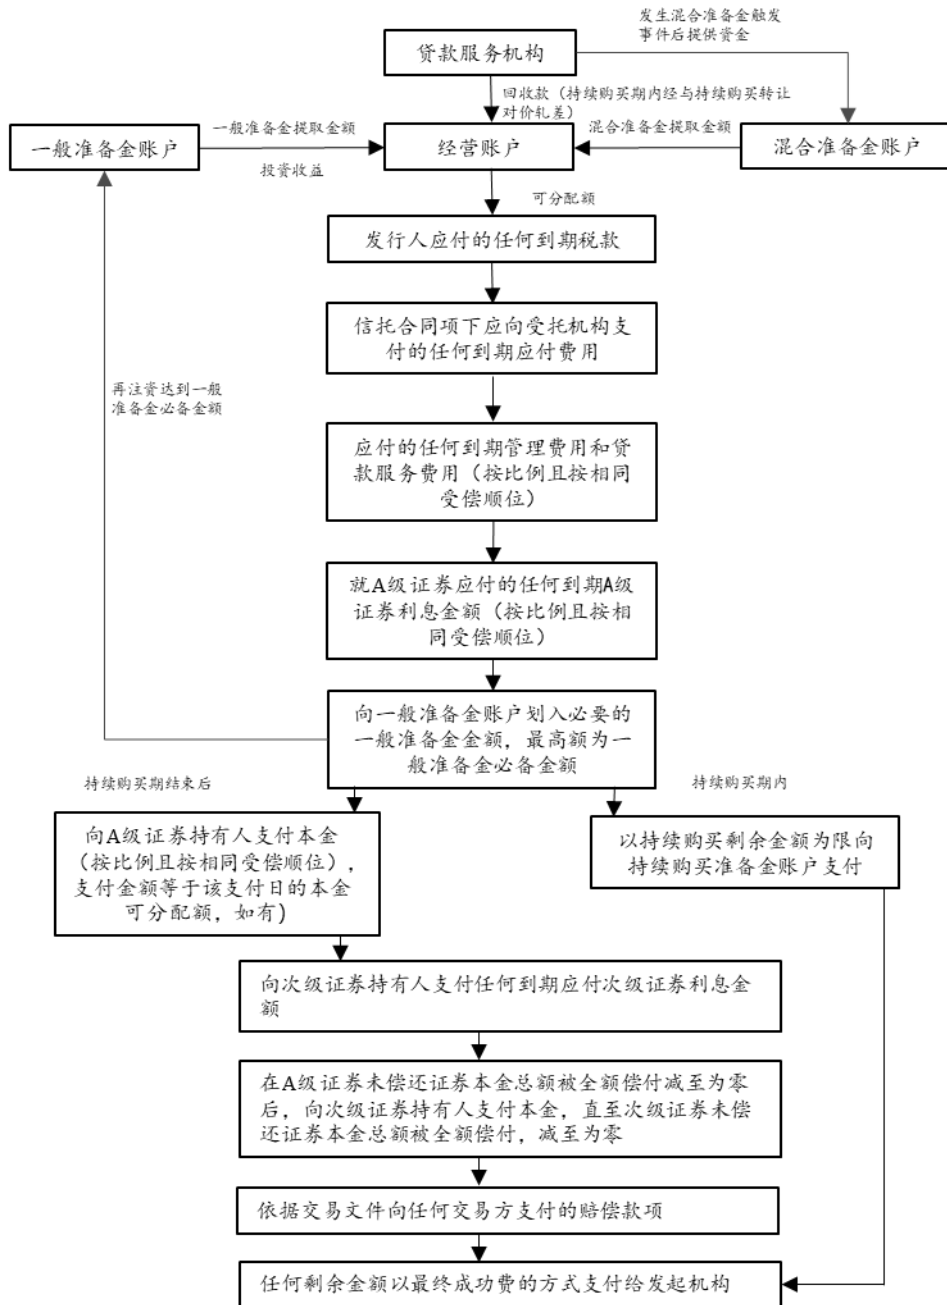 发生混合准备金触发
事件后提供资金
贷款服务机构
回收款（持续购买期内经与持续购买转让
对价轧差）
一般准备金提取金额
混合准备金提取金额
一般准备金账户
经营账户
混合准备金账户
投资收益
可分配额
发行人应付的任何到期税款
信托合同项下应向受托机构支
付的任何到期应付费用
再注资达到一般
准备金必备金额
应付的任何到期管理费用和贷
款服务费用（按比例且按相同
受偿顺位）
就A级证券应付的任何到期A级
证券利息金额（按比例且按相
同受偿顺位）
向一般准备金账户划入必要的
一般准备金金额，最高额为一
般准备金必备金额
持续购买期结束后
持续购买期内
向A级证券持有人支付本金
（按比例且按相同受偿顺位），
支付金额等于该支付日的本金
可分配额，如有)
以持续购买剩余金额为限向
持续购买准备金账户支付
向次级证券持有人支付任何到期应付次级证券利息金
额
在A级证券未偿还证券本金总额被全额偿付减至为零
后，向次级证券持有人支付本金，直至次级证券未偿
还证券本金总额被全额偿付，减至为零
依据交易文件向任何交易方支付的赔偿款项
任何剩余金额以最终成功费的方式支付给发起机构